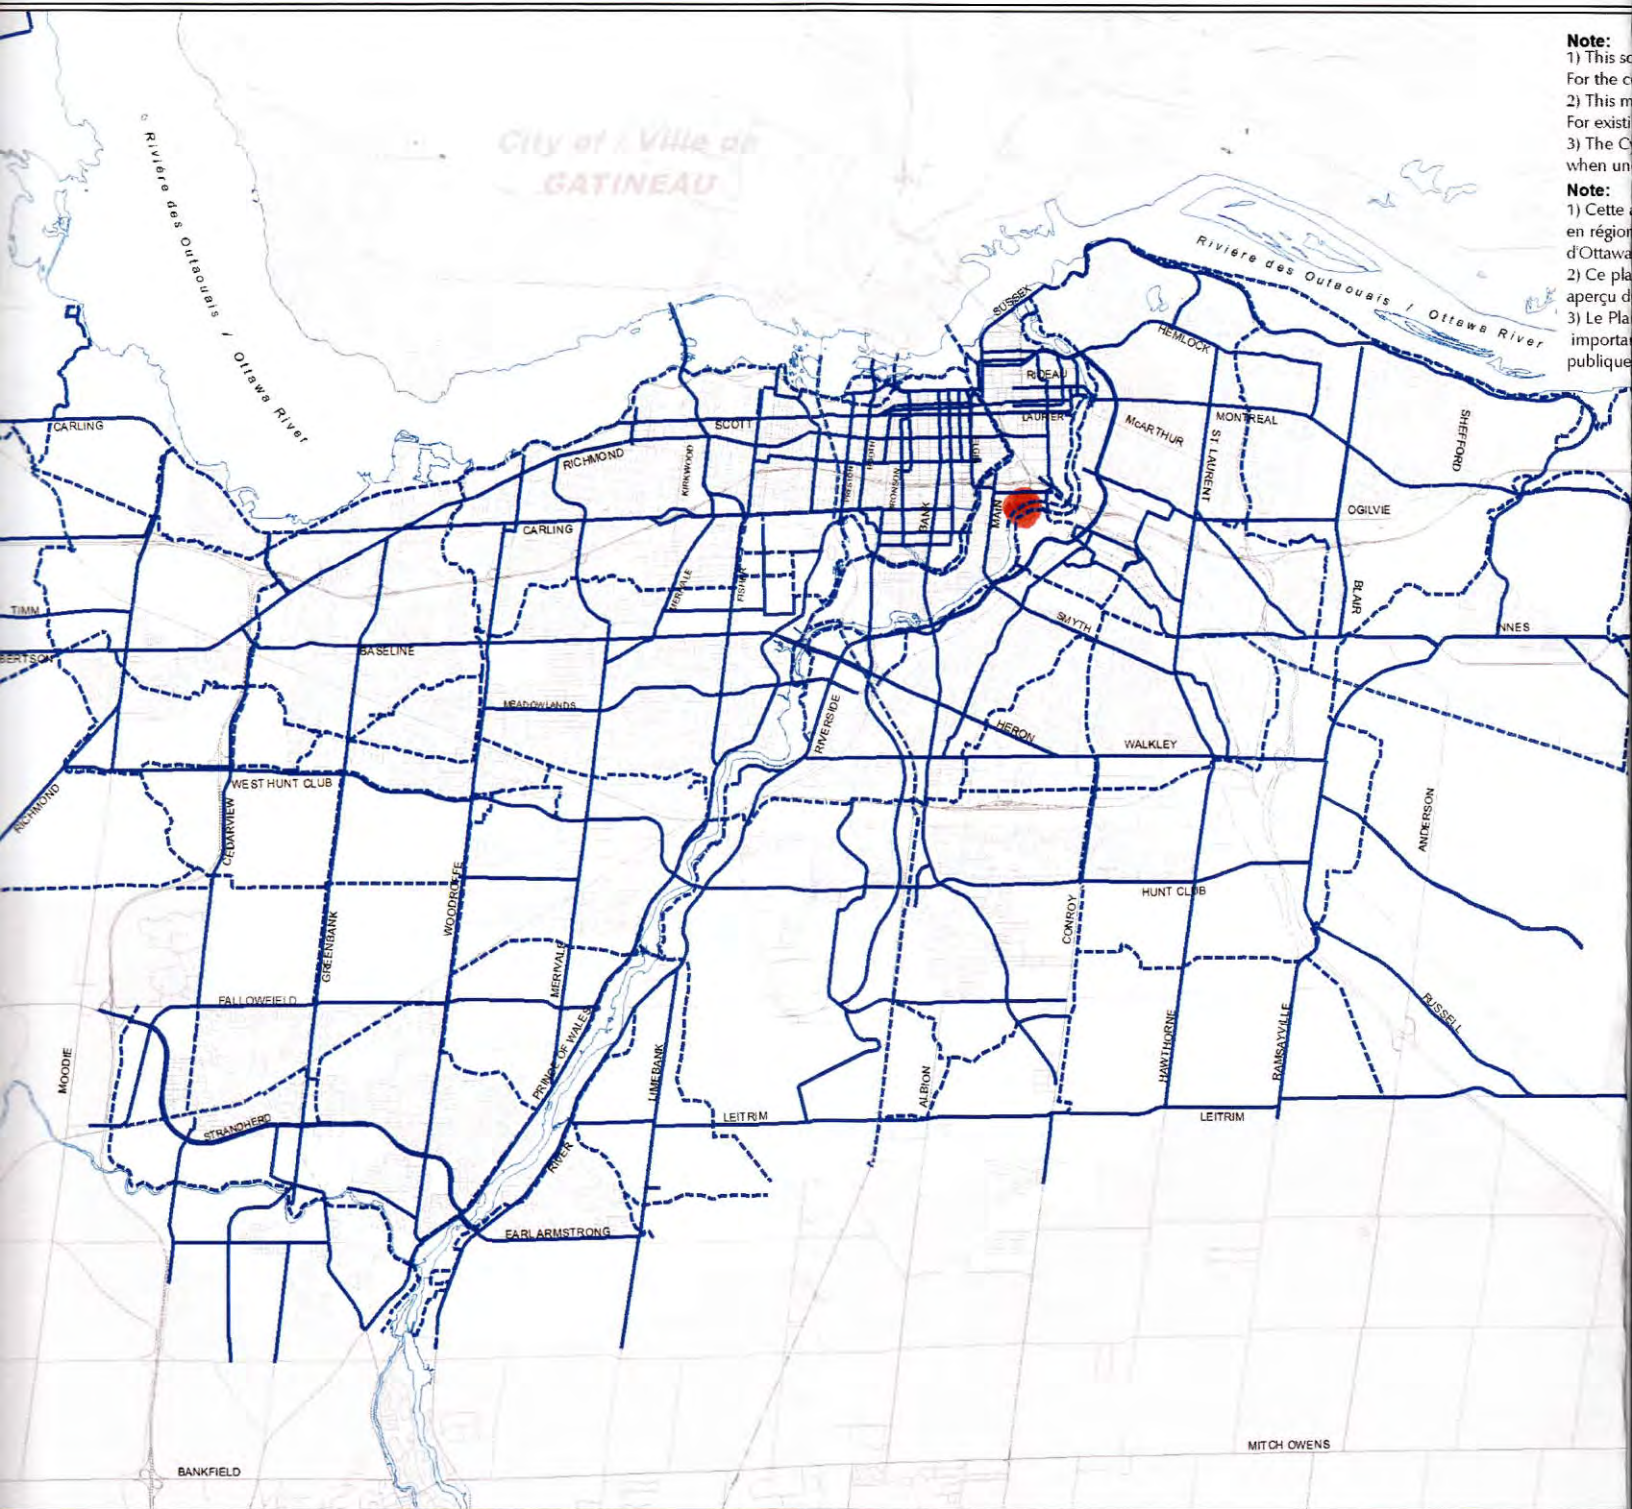 Note:
1) This sc
For the c
2) This m
For existi
3) The C
when un
Note:
1) Cette
en région
d'Ottawa
2) Ce pla
aperçu d
3) Le Pla
importa
publique
City of / Ville de
GATINEAU
Rivière des Outaouais / Ottawa River
Rivière des Outaouais / Ottawa River
SUSSEX
HEMLOCK
RIDEAU
LAURIER
McARTHUR
MONTREAL
ST. LAURENT
SHEFFORD
CARLING
SCOTT
RICHMOND
KIRKWOOD
PRESTON
BOOTH
BRONSON
BANK
MAIN
OGILVIE
CARLING
MERIVALE
FISHER
BLAIR
TIMM
SMYTH
NNES
BERTSON
BASELINE
MEADOWLANDS
RIVERSIDE
HERON
WALKLEY
WEST HUNT CLUB
RICHMOND
CEDARVIEW
ANDERSON
WOODROFFE
HUNT CLUB
GREENBANK
CONROY
MERIVALE
FALLOWFIELD
PRINCE OF WALES
RUSSELL
MOODIE
LIMEBANK
ALBION
HAWTHORNE
RAMSAYVILLE
STRANDHERD
LEITRIM
LEITRIM
RIVER
EARL ARMSTRONG
MITCH OWENS
BANKFIELD